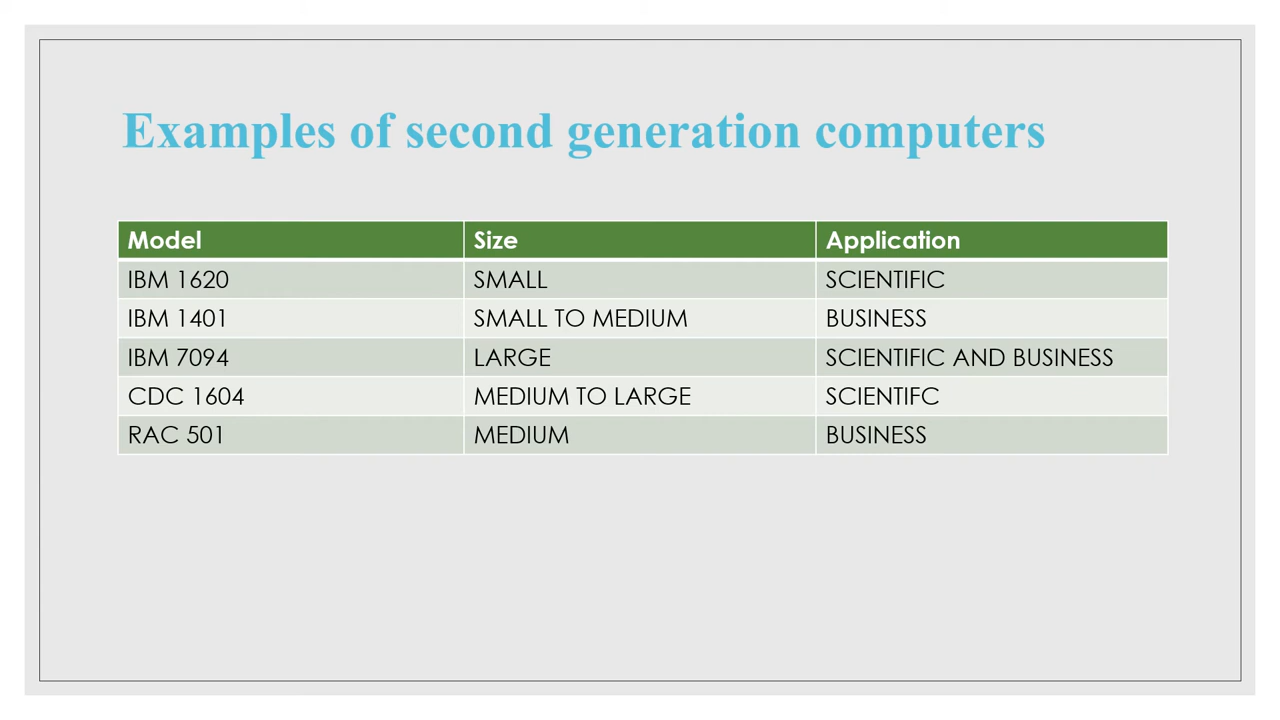 Examples of second generation computers
Model Size Application
IBM 1620 SMALL SCIENTIFIC
IBM 1401 SMALL TO MEDIUM BUSINESS
IBM 7094 LARGE SCIENTIFIC AND BUSINESS
CDC 1604 MEDIUM TO LARGE SCIENTIFC
RAC 501 MEDIUM BUSINESS